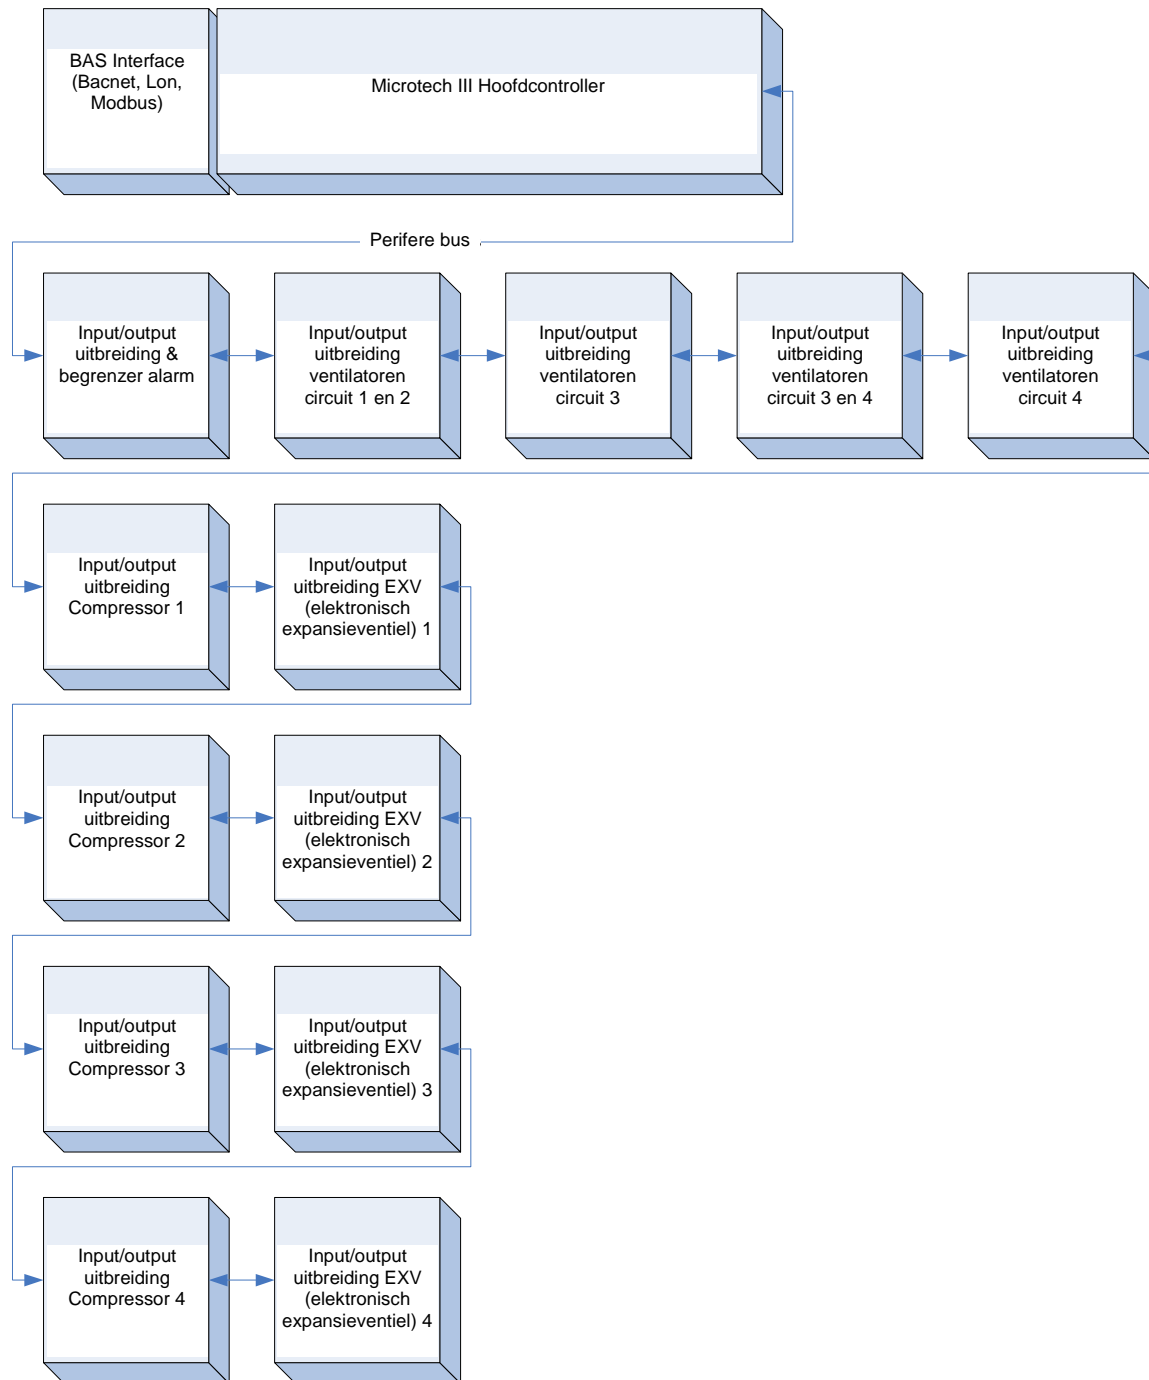 BAS Interface
(Bacnet, Lon,
Modbus)
Microtech III Hoofdcontroller
Perifere bus
Input/output
uitbreiding &
begrenzer alarm
Input/output
uitbreiding
ventilatoren
circuit 1 en 2
Input/output
uitbreiding
ventilatoren
circuit 3
Input/output
uitbreiding
ventilatoren
circuit 3 en 4
Input/output
uitbreiding
ventilatoren
circuit 4
Input/output
uitbreiding
Compressor 1
Input/output
uitbreiding EXV
(elektronisch
expansieventiel) 1
Input/output
uitbreiding
Compressor 2
Input/output
uitbreiding EXV
(elektronisch
expansieventiel) 2
Input/output
uitbreiding
Compressor 3
Input/output
uitbreiding EXV
(elektronisch
expansieventiel) 3
Input/output
uitbreiding
Compressor 4
Input/output
uitbreiding EXV
(elektronisch
expansieventiel) 4